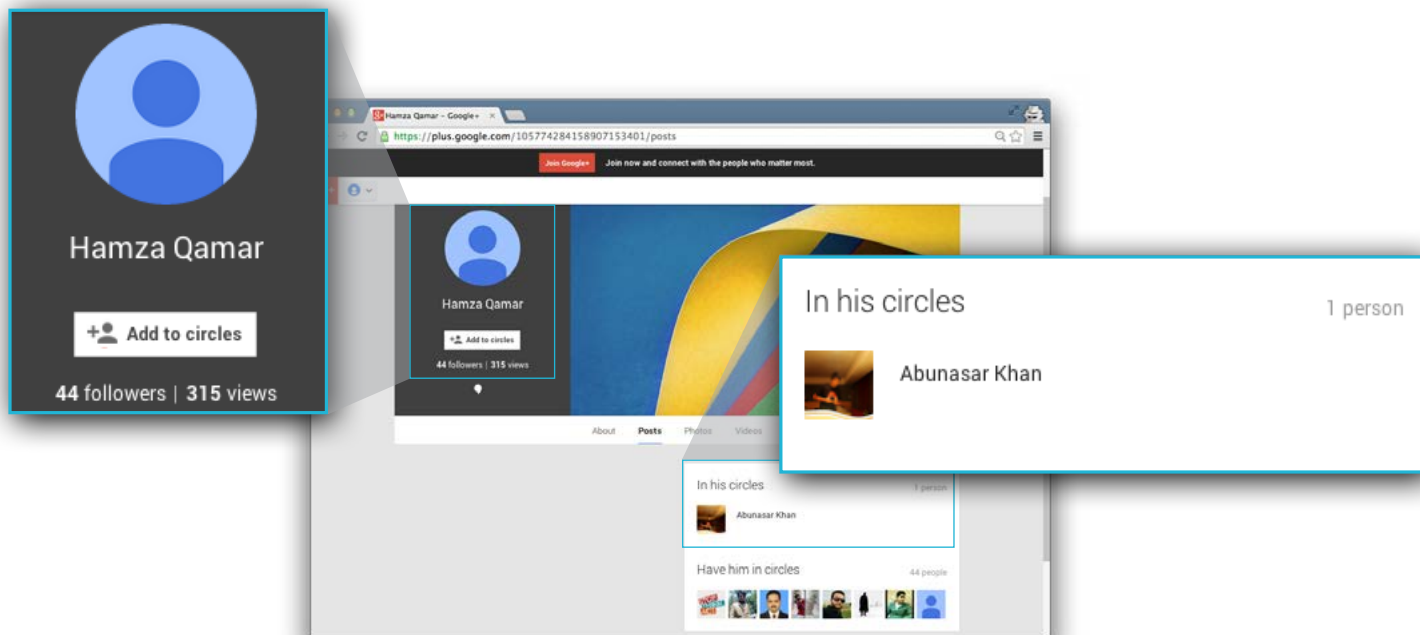 Hamza Qamar
Add to circles
44 followers | 315 views
Hamza Qamar - Google+
https://plus.google.com/105774284158907153401/posts
Join Google+ Join now and connect with the people who matter most.
Hamza Qamar
Add to circles
44 followers | 315 views
About Posts Photos Videos
In his circles 1 person
Abunasar Khan
In his circles 1 person
Abunasar Khan
Have him in circles 44 people